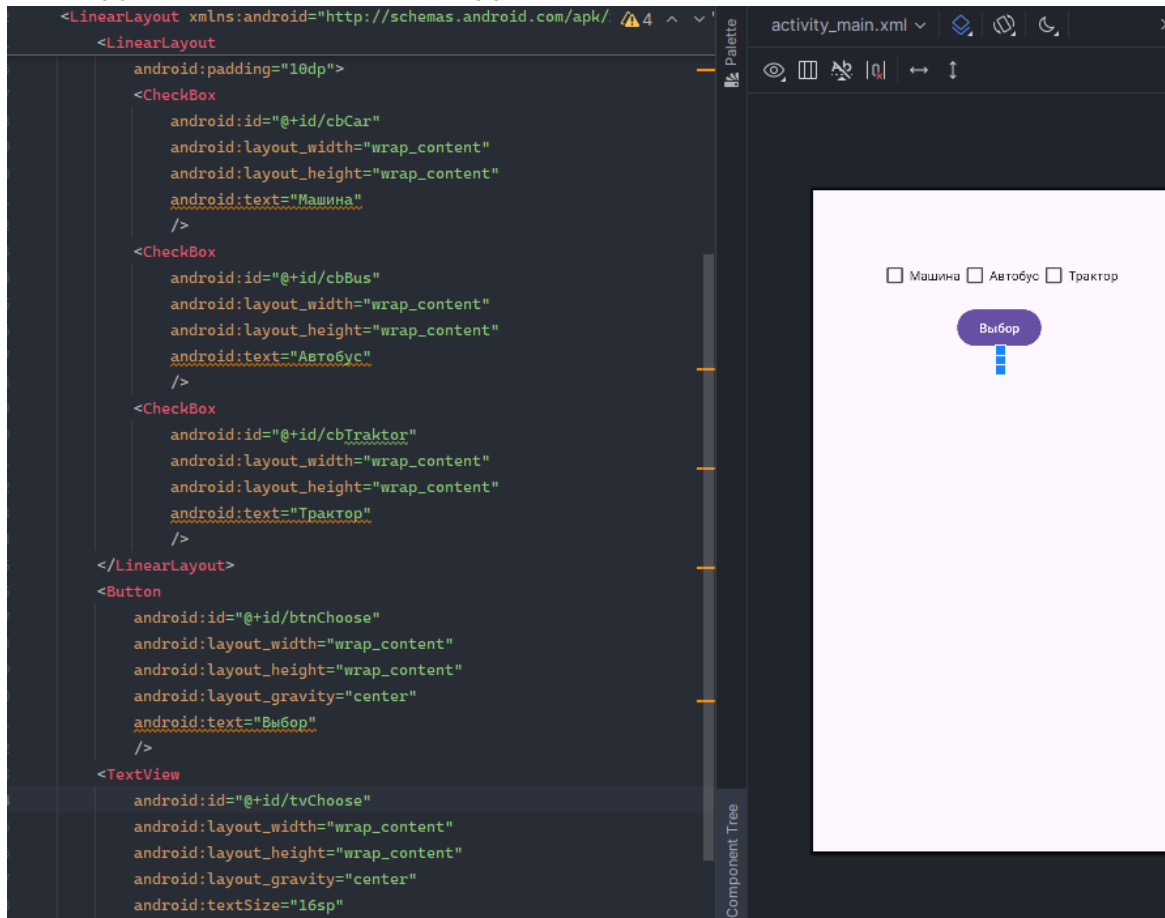 <LinearLayout xmlns:android="http://schemas.android.com/apk/
4
<LinearLayout
android:padding="10dp">
<CheckBox
android:id="@+id/cbCar"
android:layout_width="wrap_content"
android:layout_height="wrap_content"
android:text="Машина"
/>
<CheckBox
android:id="@+id/cbBus"
android:layout_width="wrap_content"
android:layout_height="wrap_content"
android:text="Автобус"
/>
<CheckBox
android:id="@+id/cbTraktor"
android:layout_width="wrap_content"
android:layout_height="wrap_content"
android:text="Трактор"
/>
</LinearLayout>
<Button
android:id="@+id/btnChoose"
android:layout_width="wrap_content"
android:layout_height="wrap_content"
android:layout_gravity="center"
android:text="Выбор"
/>
<TextView
android:id="@+id/tvChoose"
android:layout_width="wrap_content"
android:layout_height="wrap_content"
android:layout_gravity="center"
android:textSize="16sp"
Palette
Component Tree
activity_main.xml
Машина Автобус Трактор
Выбор